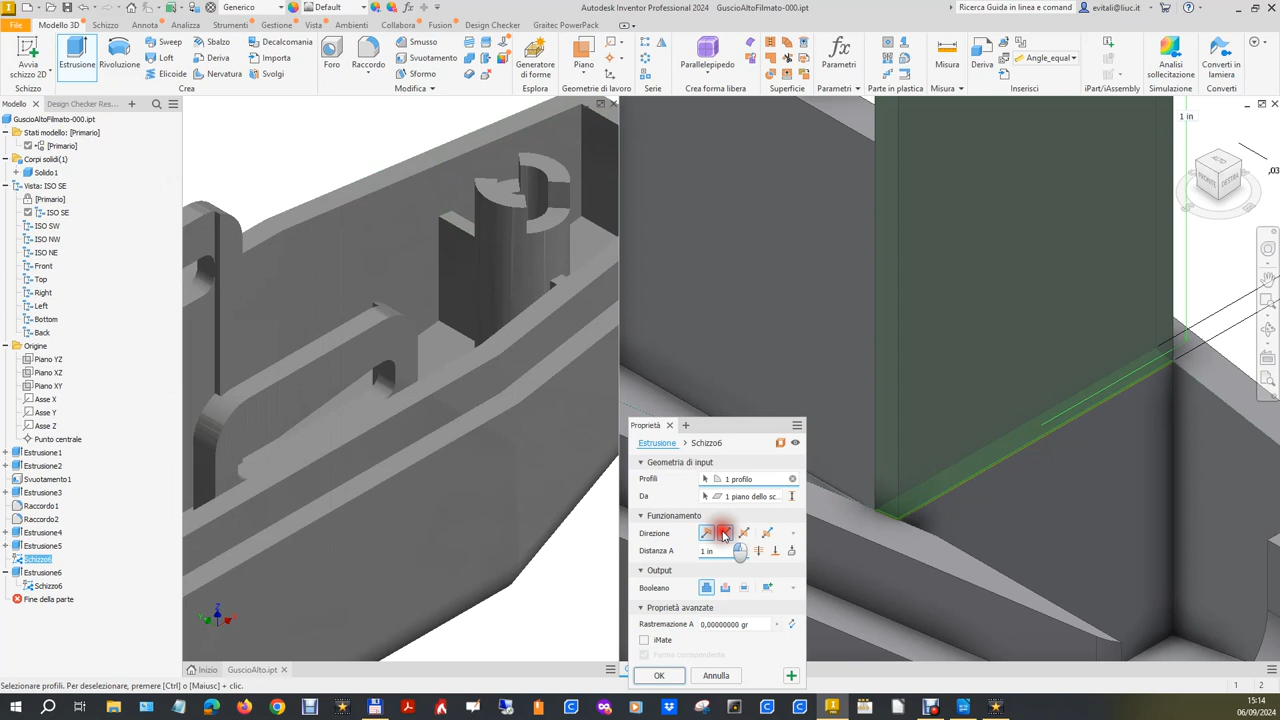 Generico
Default
Autodesk Inventor Professional 2024 GuscioAltoFilmato-000.ipt
Ricerca Guida in linea e comandi
evitali@liuc.it
File Modello 3D Schizzo Annota Analizza Strumenti Gestione Vista Ambienti Collabora Fusion Design Checker Graitec PowerPack
Avvia schizzo 2D
Estrusione
Rivoluzione
Sweep
Loft
Elicoide
Sbalzo
Deriva
Nervatura
Decalcomania
Importa
Svolgi
Foro
Raccordo
Smusso
Svuotamento
Sformo
Generatore di forme
Piano
Parallelepipedo
Parametri
Misura
Deriva
Angle_equal
Analisi sollecitazione
Converti in lamiera
Schizzo
Crea
Modifica
Esplora
Geometrie di lavoro
Serie
Crea forma libera
Superficie
Parametri
Parte in plastica
Misura
iPart/iAssembly
Inserisci
Simulazione
Converti
Modello
Design Checker Res...
GuscioAltoFilmato-000.ipt
Stati modello: [Primario]
[Primario]
Corpi solidi(1)
Solido1
Vista: ISO SE
[Primario]
ISO SE
ISO SW
ISO NW
ISO NE
Front
Top
Right
Left
Bottom
Back
Origine
Piano YZ
Piano XZ
Piano XY
Asse X
Asse Y
Asse Z
Punto centrale
Estrusione1
Estrusione2
Svuotamento1
Estrusione3
Raccordo1
Raccordo2
Estrusione4
Estrusione5
Schizzo6
Estrusione6
Schizzo6
Fine della parte
1 in
ALTO
FRONTE
DESTRA
,03
Z
Y
X
Proprietà
Estrusione > Schizzo6
Geometria di input
Profili 1 profilo
Da 1 piano dello sc...
Funzionamento
Direzione
Distanza A 1 in
Output
Booleano
Proprietà avanzate
Rastremazione A 0,00000000 gr
iMate
Forma corrispondente
OK Annulla
Inizio
GuscioAlto.ipt
Selezionare profili. Per deselezionare, premere [Ctrl] o [Maiusc] + clic.
1 2
15:14
06/09/2024